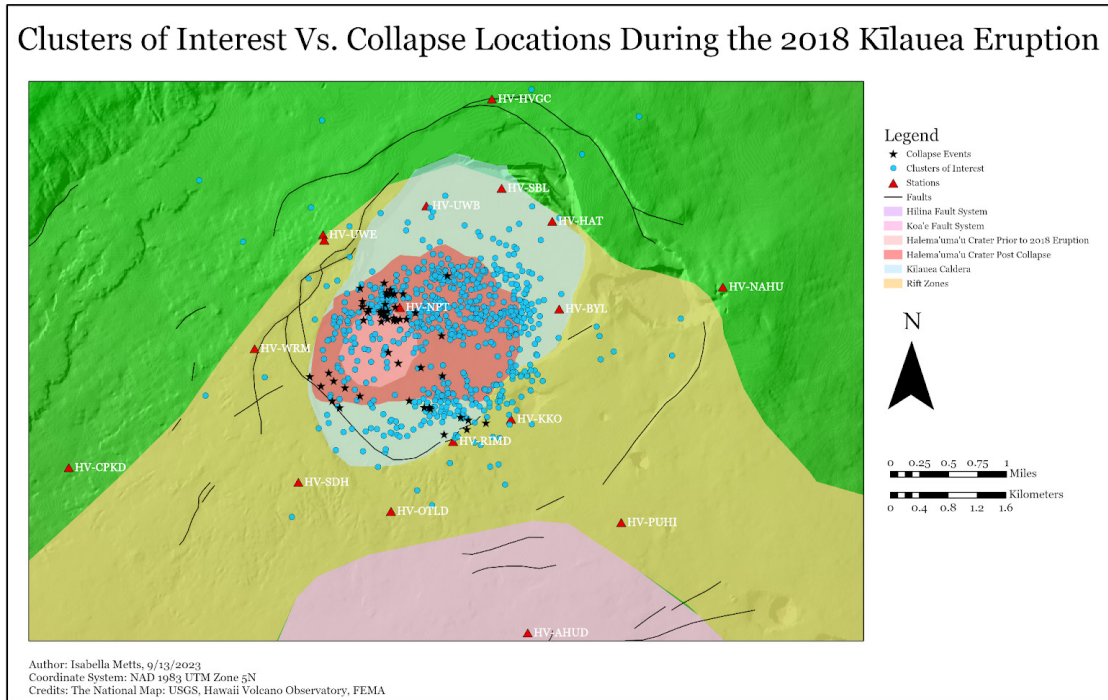 Clusters of Interest Vs. Collapse Locations During the 2018 Kīlauea Eruption
HV-HVGC
HV-SBL
HV-UWB
HV-HAT
HV-UWE
HV-NAHU
HV-NPT
HV-BYL
HV-WRM
HV-KKO
HV-RIMD
HV-CPKD
HV-SDH
HV-OTLD
HV-PUHI
HV-AHUD
Legend
Collapse Events
Clusters of Interest
Stations
Faults
Hilina Fault System
Koa'e Fault System
Halema'uma'u Crater Prior to 2018 Eruption
Halema'uma'u Crater Post Collapse
Kilauea Caldera
Rift Zones
N
0 0.25 0.5 0.75 1
Miles
Kilometers
0 0.4 0.8 1.2 1.6
Author: Isabella Metts, 9/13/2023
Coordinate System: NAD 1983 UTM Zone 5N
Credits: The National Map: USGS, Hawaii Volcano Observatory, FEMA